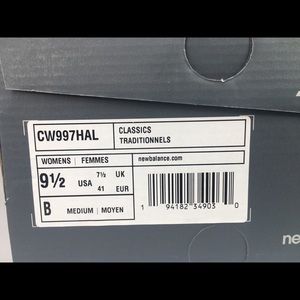 CW997HAL
CLASSICS
TRADITIONNELS
WOMENS | FEMMES
newbalance.com
9½ USA 7½ UK 41 EUR
B MEDIUM | MOYEN
1 94182 34903 0
ne